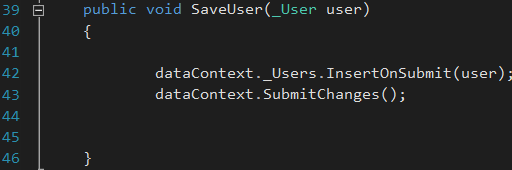 39 public void SaveUser(_User user)
40 {
41
42 dataContext._Users.InsertOnSubmit(user);
43 dataContext.SubmitChanges();
44
45
46 }